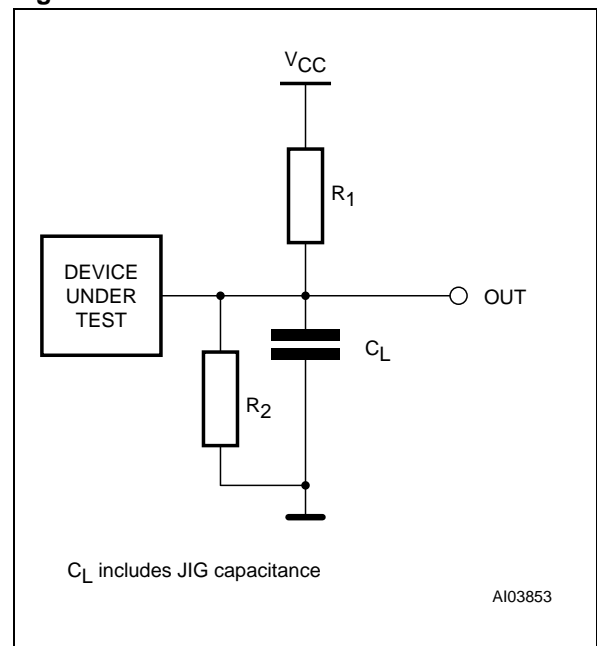 VCC
R1
DEVICE
UNDER
TEST
OUT
CL
R2
CL includes JIG capacitance
AI03853